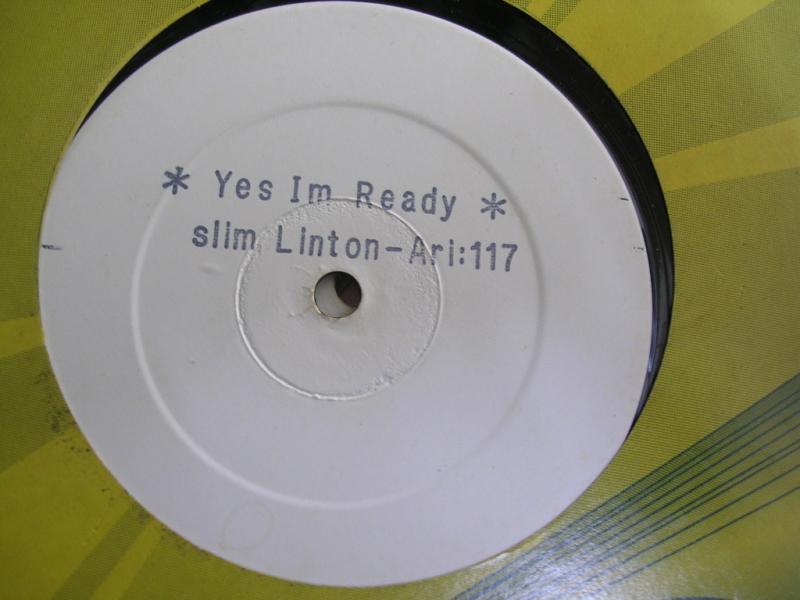 * Yes Im Ready *
slim Linton-Ari:117